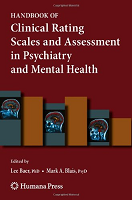 HANDBOOK OF
Clinical Rating
Scales and Assessment in
Psychiatry
and Mental Health
Edited by
Lee Baer, PhD • Mark A. Blais, PsyD
Humana Press